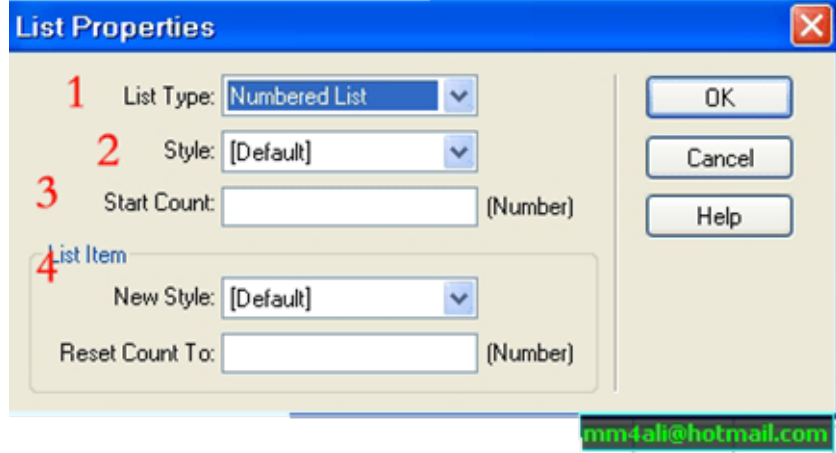 List Properties
1 List Type: Numbered List OK
2 Style: [Default] Cancel
3 Start Count: (Number) Help
4 List Item
New Style: [Default]
Reset Count To: (Number)
mm4ali@hotmail.com